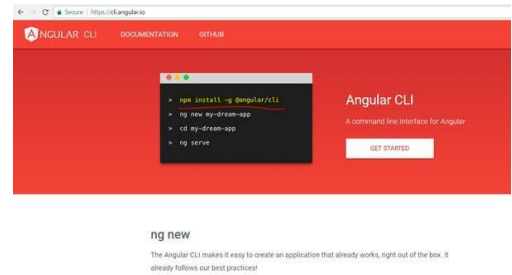 Secure | https://cli.angular.io
ANGULAR CLI DOCUMENTATION GITHUB
> npm install -g @angular/cli
> ng new my-dream-app
> cd my-dream-app
> ng serve
Angular CLI
A command line interface for Angular
GET STARTED
ng new
The Angular CLI makes it easy to create an application that already works, right out of the box. It
already follows our best practices!